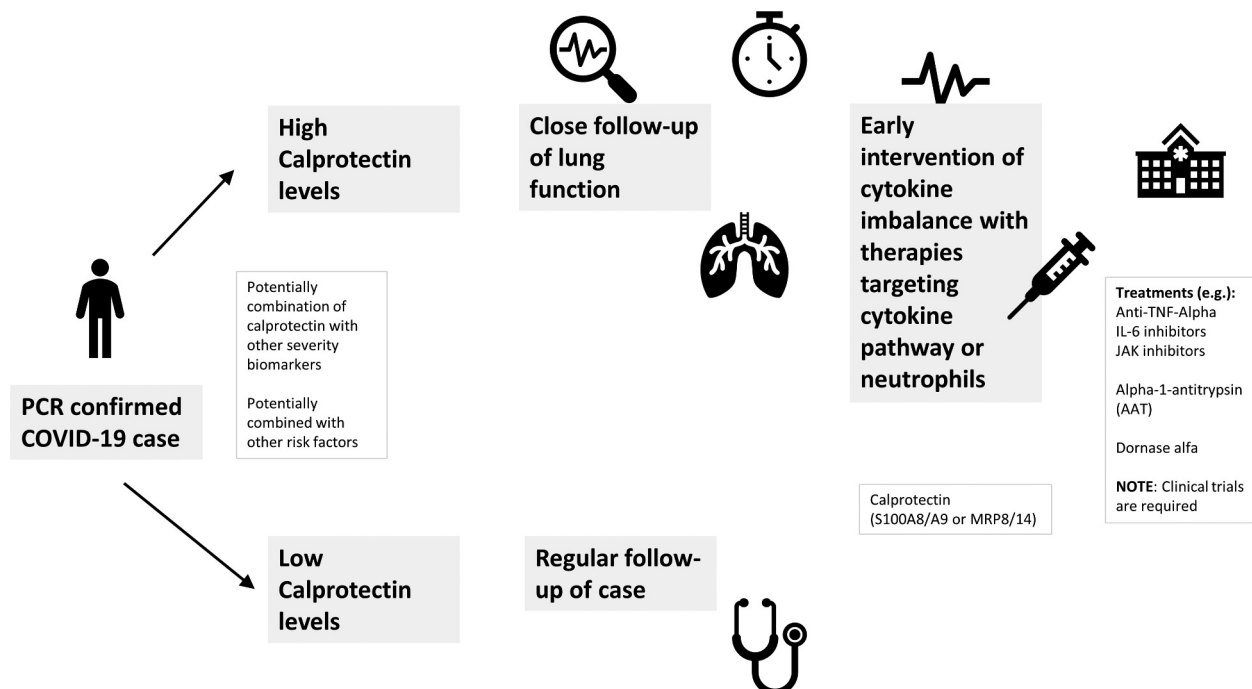 High
Calprotectin
levels
Close follow-up
of lung
function
Early
intervention of
cytokine
imbalance with
therapies
targeting
cytokine
pathway or
neutrophils
PCR confirmed
COVID-19 case
Potentially
combination of
calprotectin with
other severity
biomarkers
Potentially
combined with
other risk factors
Treatments (e.g.):
Anti-TNF-Alpha
IL-6 inhibitors
JAK inhibitors
Alpha-1-antitrypsin
(AAT)
Dornase alfa
NOTE: Clinical trials
are required
Calprotectin
(S100A8/A9 or MRP8/14)
Low
Calprotectin
levels
Regular follow-
up of case